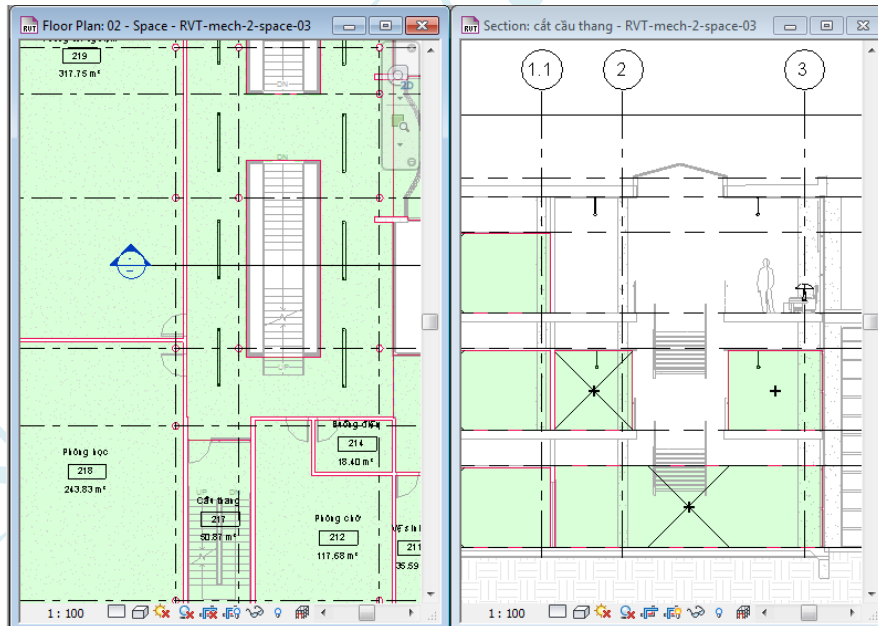 Floor Plan: 02 - Space - RVT-mech-2-space-03
219
317.75 m²
DN
2D
DN
UP
Phòng học
218
243.83 m²
214
18.40 m²
UP
Cầu thang
217
50.87 m²
Phòng chờ
212
117.68 m²
211
35.59
1 : 100
Section: cắt cầu thang - RVT-mech-2-space-03
1.1
2
3
1 : 100